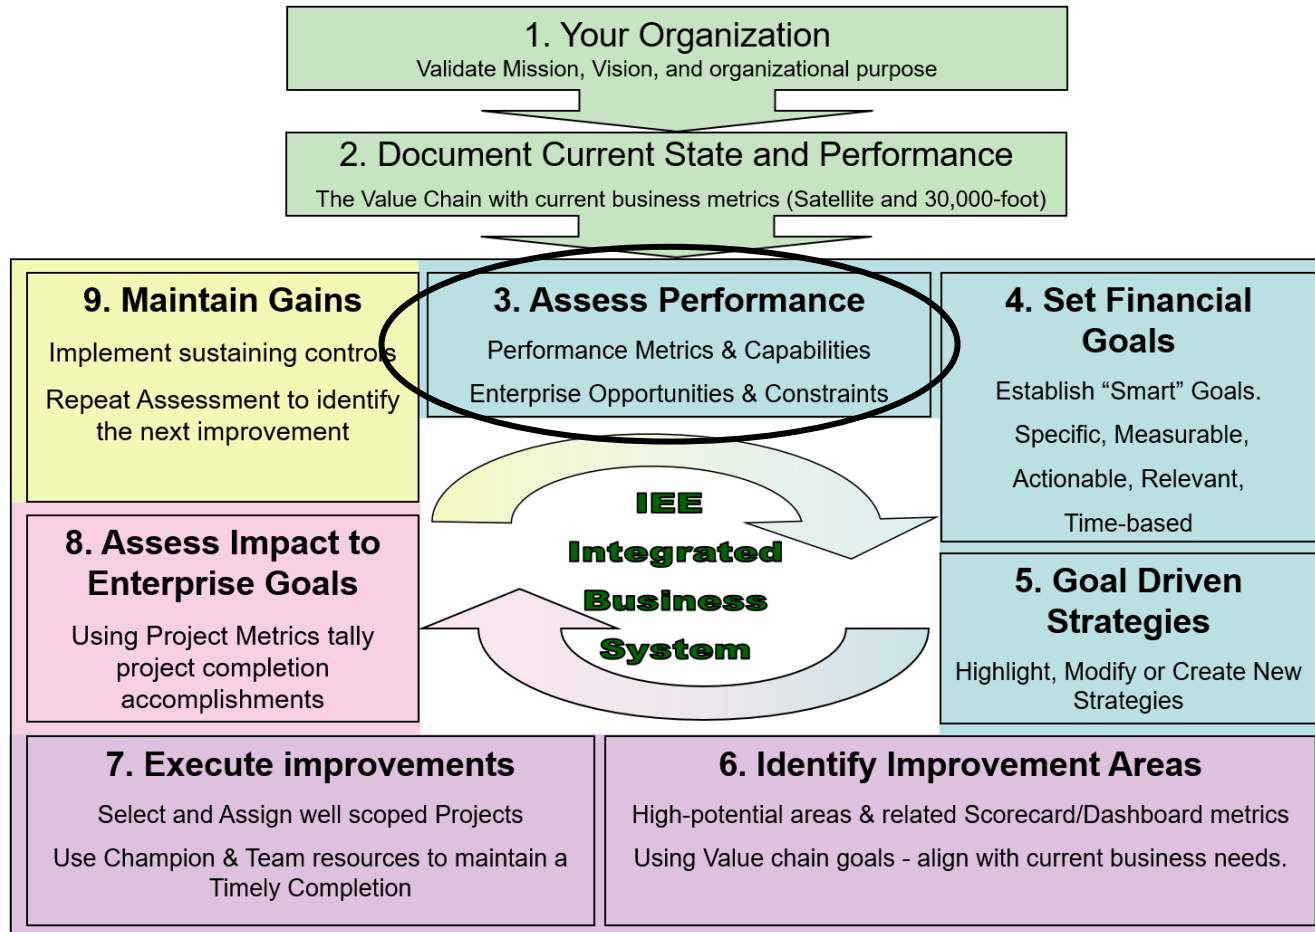 1. Your Organization
Validate Mission, Vision, and organizational purpose
2. Document Current State and Performance
The Value Chain with current business metrics (Satellite and 30,000-foot)
3. Assess Performance
Performance Metrics & Capabilities
Enterprise Opportunities & Constraints
4. Set Financial
Goals
Establish “Smart” Goals.
Specific, Measurable,
Actionable, Relevant,
Time-based
5. Goal Driven
Strategies
Highlight, Modify or Create New
Strategies
6. Identify Improvement Areas
High-potential areas & related Scorecard/Dashboard metrics
Using Value chain goals - align with current business needs.
7. Execute improvements
Select and Assign well scoped Projects
Use Champion & Team resources to maintain a
Timely Completion
8. Assess Impact to
Enterprise Goals
Using Project Metrics tally
project completion
accomplishments
9. Maintain Gains
Implement sustaining controls
Repeat Assessment to identify
the next improvement
IEE
Integrated
Business
System